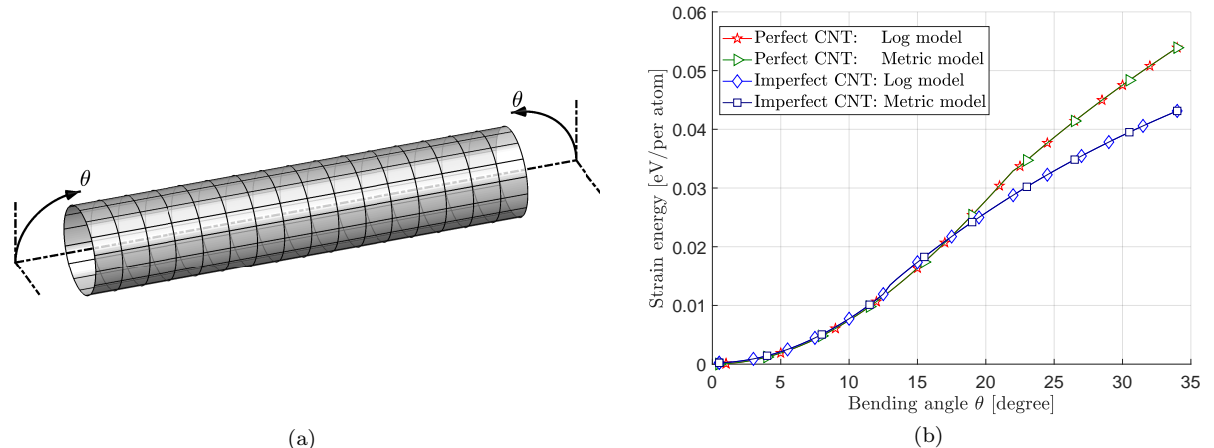 θ
θ
(a)
0.06
0.05
0.04
0.03
0.02
0.01
0
Strain energy [eV/per atom]
Perfect CNT: Log model
Perfect CNT: Metric model
Imperfect CNT: Log model
Imperfect CNT: Metric model
0 5 10 15 20 25 30 35
Bending angle θ [degree]
(b)